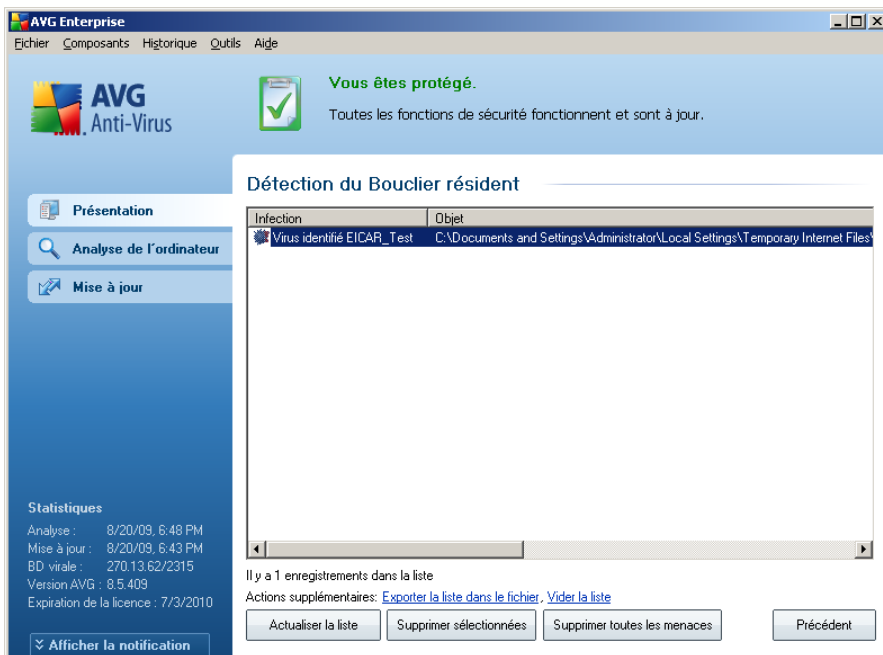 AVG Enterprise
Fichier Composants Historique Outils Aide
AVG
Anti-Virus
Vous êtes protégé.
Toutes les fonctions de sécurité fonctionnent et sont à jour.
Présentation
Analyse de l'ordinateur
Mise à jour
Détection du Bouclier résident
Infection Objet
Virus identifié EICAR_Test C:\Documents and Settings\Administrator\Local Settings\Temporary Internet Files\
Statistiques
Analyse : 8/20/09, 6:48 PM
Mise à jour : 8/20/09, 6:43 PM
BD virale : 270.13.62/2315
Version AVG : 8.5.409
Expiration de la licence : 7/3/2010
Afficher la notification
Il y a 1 enregistrements dans la liste
Actions supplémentaires: Exporter la liste dans le fichier, Vider la liste
Actualiser la liste Supprimer sélectionnées Supprimer toutes les menaces Précédent